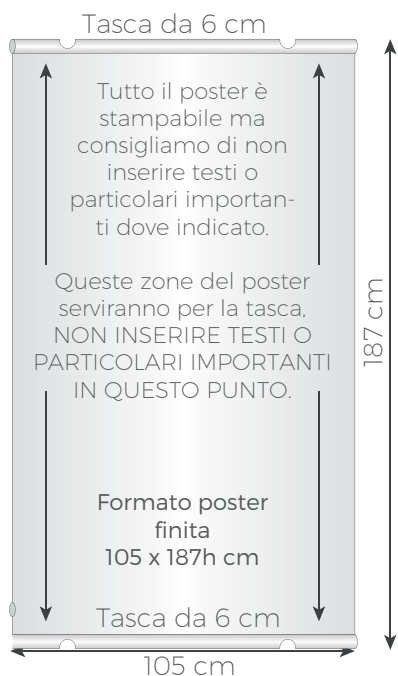 Tasca da 6 cm
Tutto il poster è
stampabile ma
consigliamo di non
inserire testi o
particolari importan-
ti dove indicato.
Queste zone del poster
serviranno per la tasca,
NON INSERIRE TESTI O
PARTICOLARI IMPORTANTI
IN QUESTO PUNTO.
187 cm
Formato poster
finita
105 x 187h cm
Tasca da 6 cm
105 cm